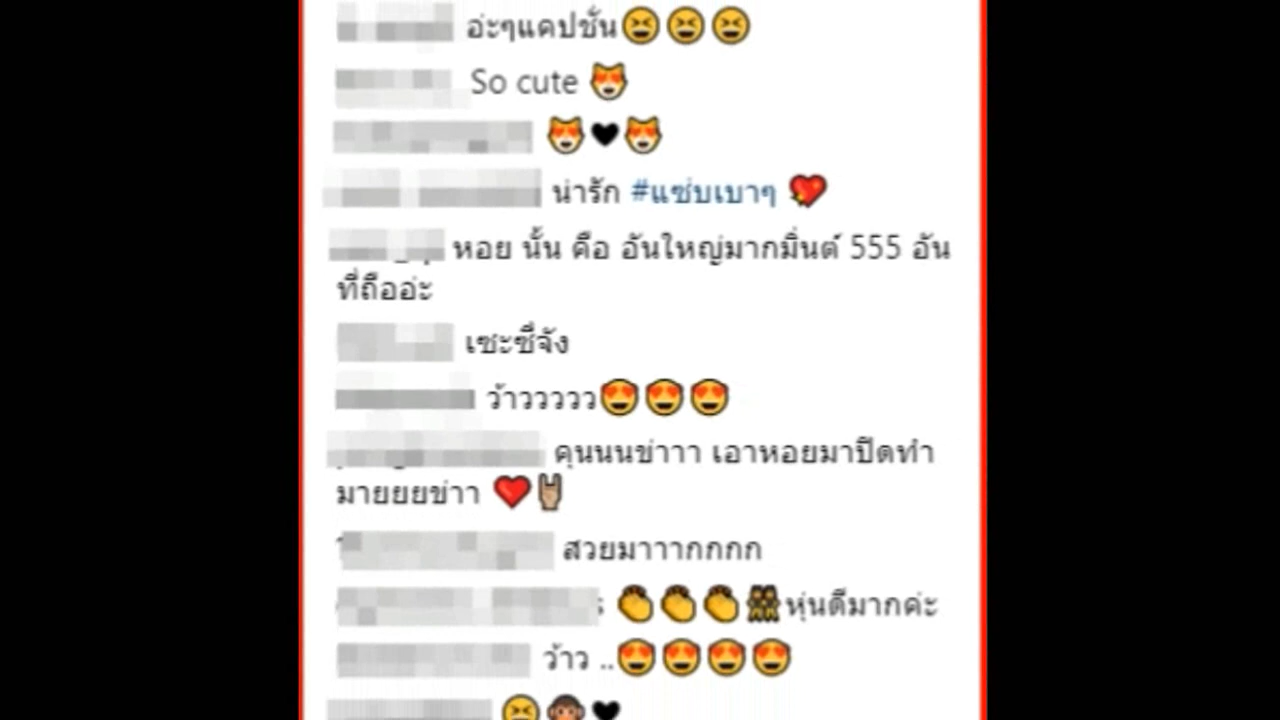 อ่ะๆแคปชั่น😆😆😆
So cute 😻
😻🖤😻
น่ารัก #แซ่บเบาๆ 💖
หอย นั้น คือ อันใหญ่มากมิ่นต์ 555 อัน
ที่ถืออ่ะ
เซะซี่จัง
ว้าววววว😍😍😍
คุนนนข่าาา เอาหอยมาปิดทำ
มายยยข่าา ❤️🤘🏽
สวยมาาากกกก
👏👏👏👯หุ่นดีมากค่ะ
ว้าว ..😍😍😍😍
😆🙊🖤